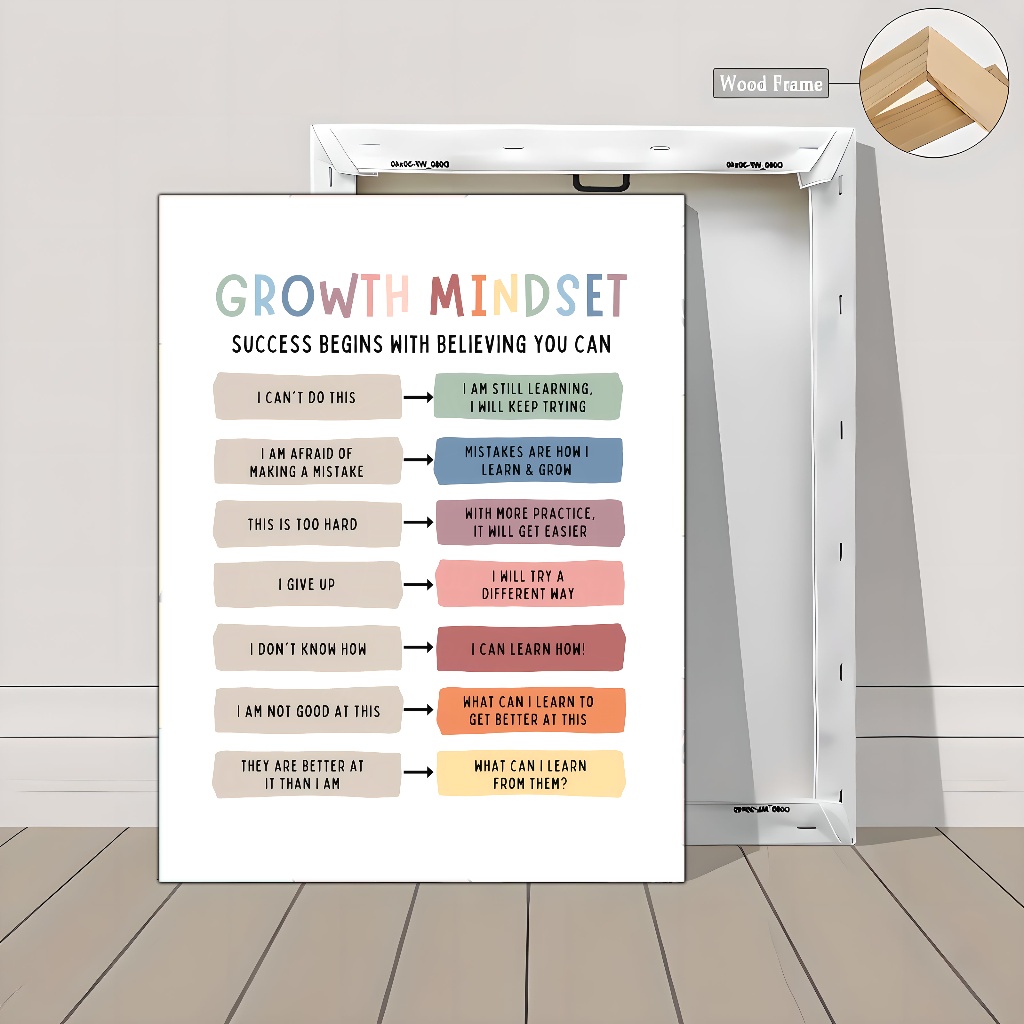 Wood Frame
GROWTH MINDSET
SUCCESS BEGINS WITH BELIEVING YOU CAN
I CAN'T DO THIS
I AM STILL LEARNING,
I WILL KEEP TRYING
I AM AFRAID OF
MAKING A MISTAKE
MISTAKES ARE HOW I
LEARN & GROW
THIS IS TOO HARD
WITH MORE PRACTICE,
IT WILL GET EASIER
I GIVE UP
I WILL TRY A
DIFFERENT WAY
I DON'T KNOW HOW
I CAN LEARN HOW!
I AM NOT GOOD AT THIS
WHAT CAN I LEARN TO
GET BETTER AT THIS
THEY ARE BETTER AT
IT THAN I AM
WHAT CAN I LEARN
FROM THEM?